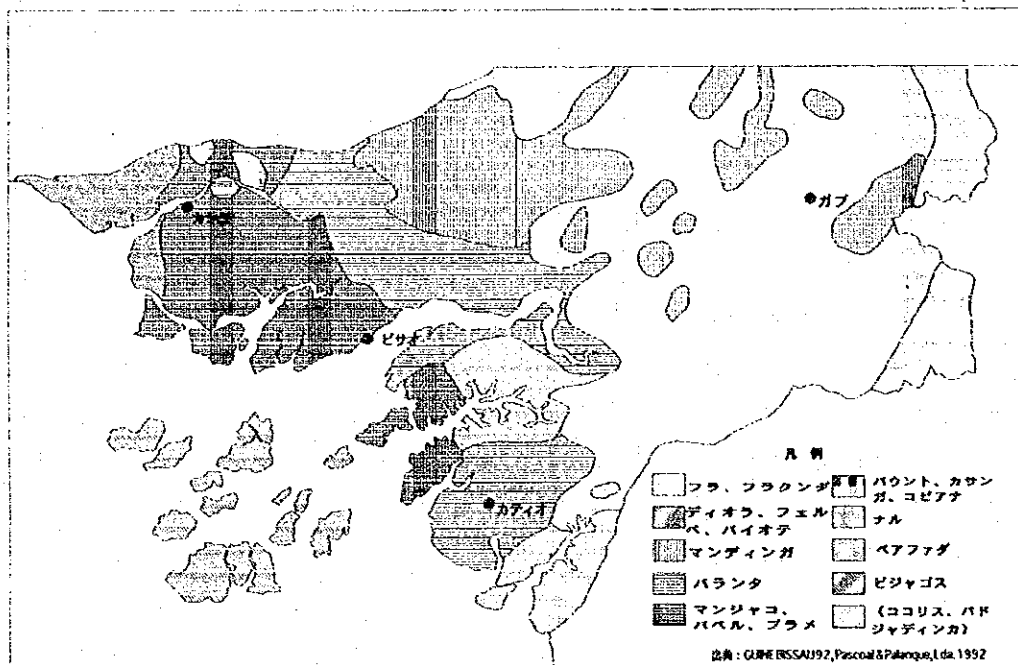 ガブ
ビサオ
カティオ
凡例
フラ、フラクンダ
ディオラ、フェル
ペ、バイオテ
マンディンガ
バランタ
マンジャコ、
パペル、ブラメ
バウント、カサン
ガ、コビアナ
ナル
ベアファダ
ビジャゴス
(ココリス、パド
ジャディンカ)
出典:GUINE BISSAU92,Pascoal&Palanque,Lda,1992